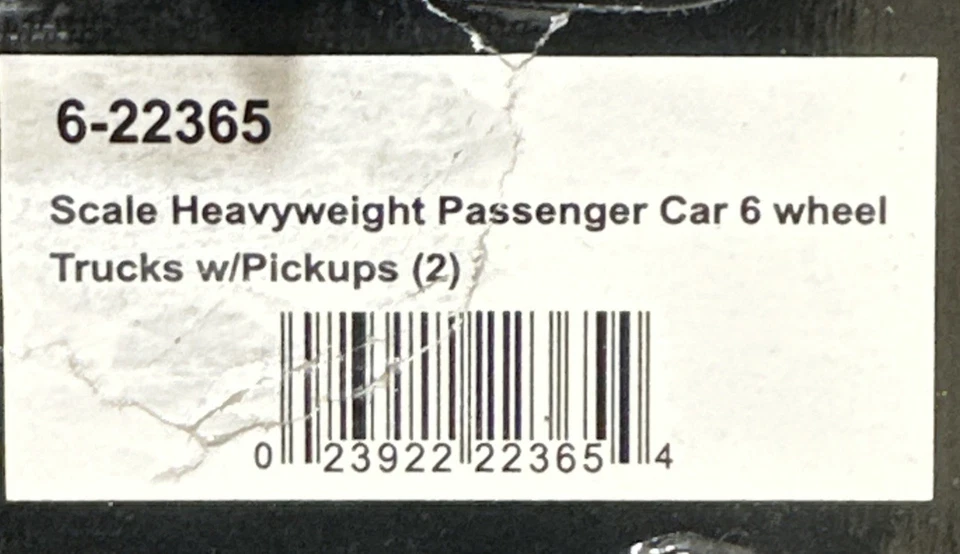 6-22365
Scale Heavyweight Passenger Car 6 wheel
Trucks w/Pickups (2)
0 23922 22365 4